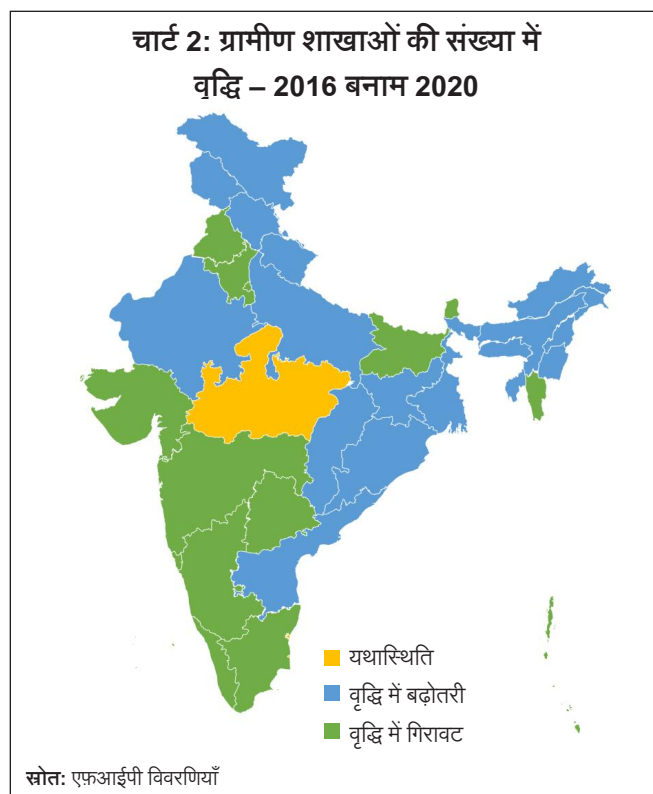 चार्ट 2: ग्रामीण शाखाओं की संख्या में
वृद्धि – 2016 बनाम 2020
यथास्थिति
वृद्धि में बढ़ोतरी
वृद्धि में गिरावट
स्रोत: एफ़आईपी विवरणियाँ